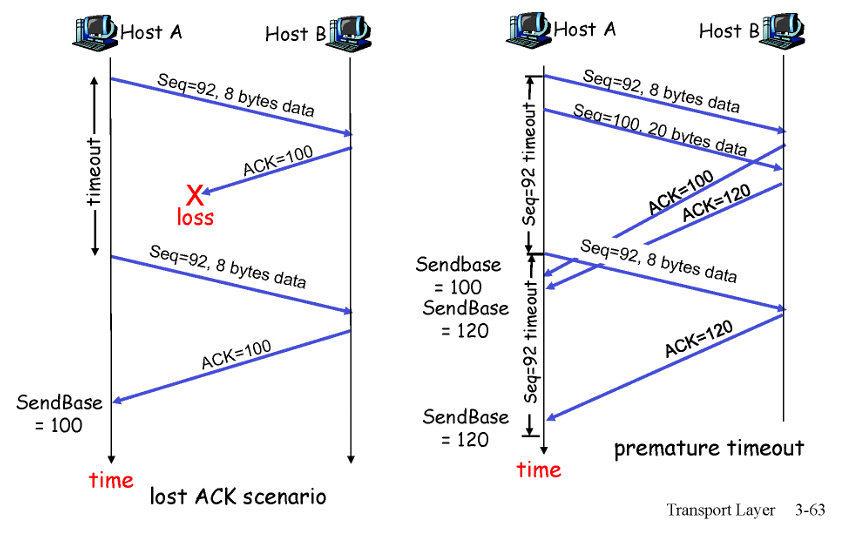 Host A
Host B
Seq=92, 8 bytes data
timeout
ACK=100
X
loss
Seq=92, 8 bytes data
ACK=100
SendBase
= 100
time
lost ACK scenario
Host A
Host B
Seq=92, 8 bytes data
Seq=100, 20 bytes data
Seq=92 timeout
ACK=100
ACK=120
Seq=92, 8 bytes data
Sendbase
= 100
SendBase
= 120
Seq=92 timeout
ACK=120
SendBase
= 120
premature timeout
time
Transport Layer 3-63